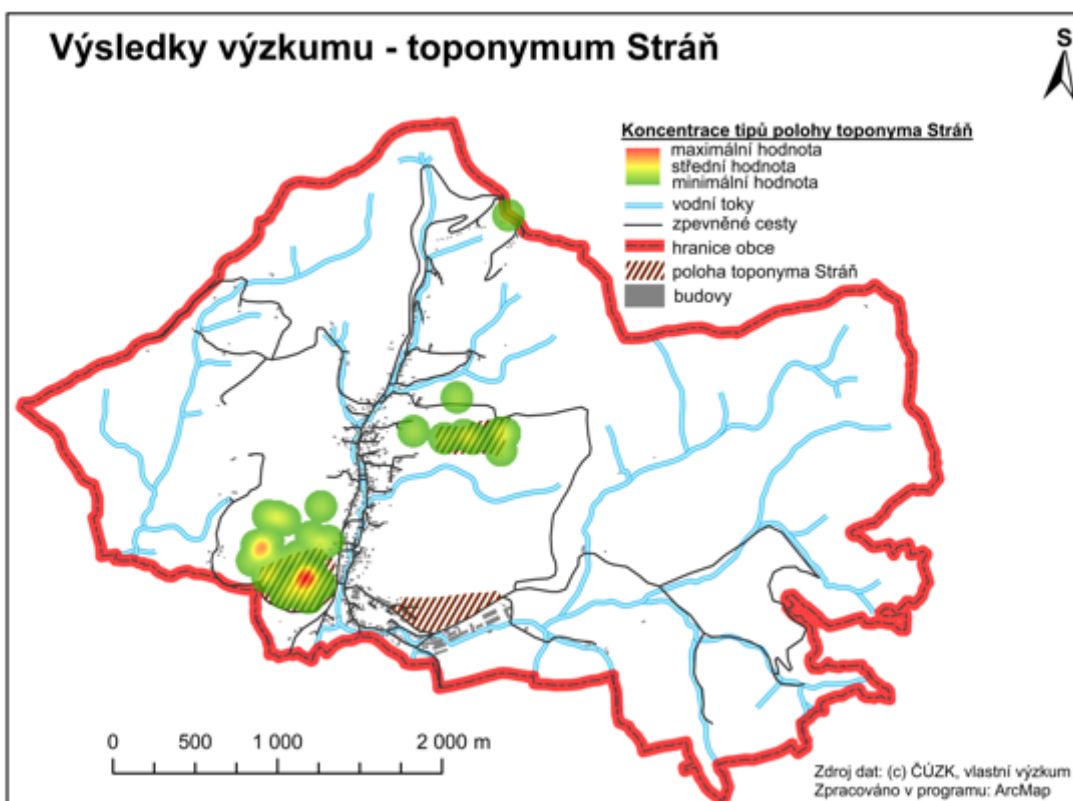 Výsledky výzkumu - toponymum Stráň
S
Koncentrace tipů polohy toponyma Stráň
maximální hodnota
střední hodnota
minimální hodnota
vodní toky
zpevněné cesty
hranice obce
poloha toponyma Stráň
budovy
0 500 1 000 2 000 m
Zdroj dat: (c) ČÚZK, vlastní výzkum
Zpracováno v programu: ArcMap